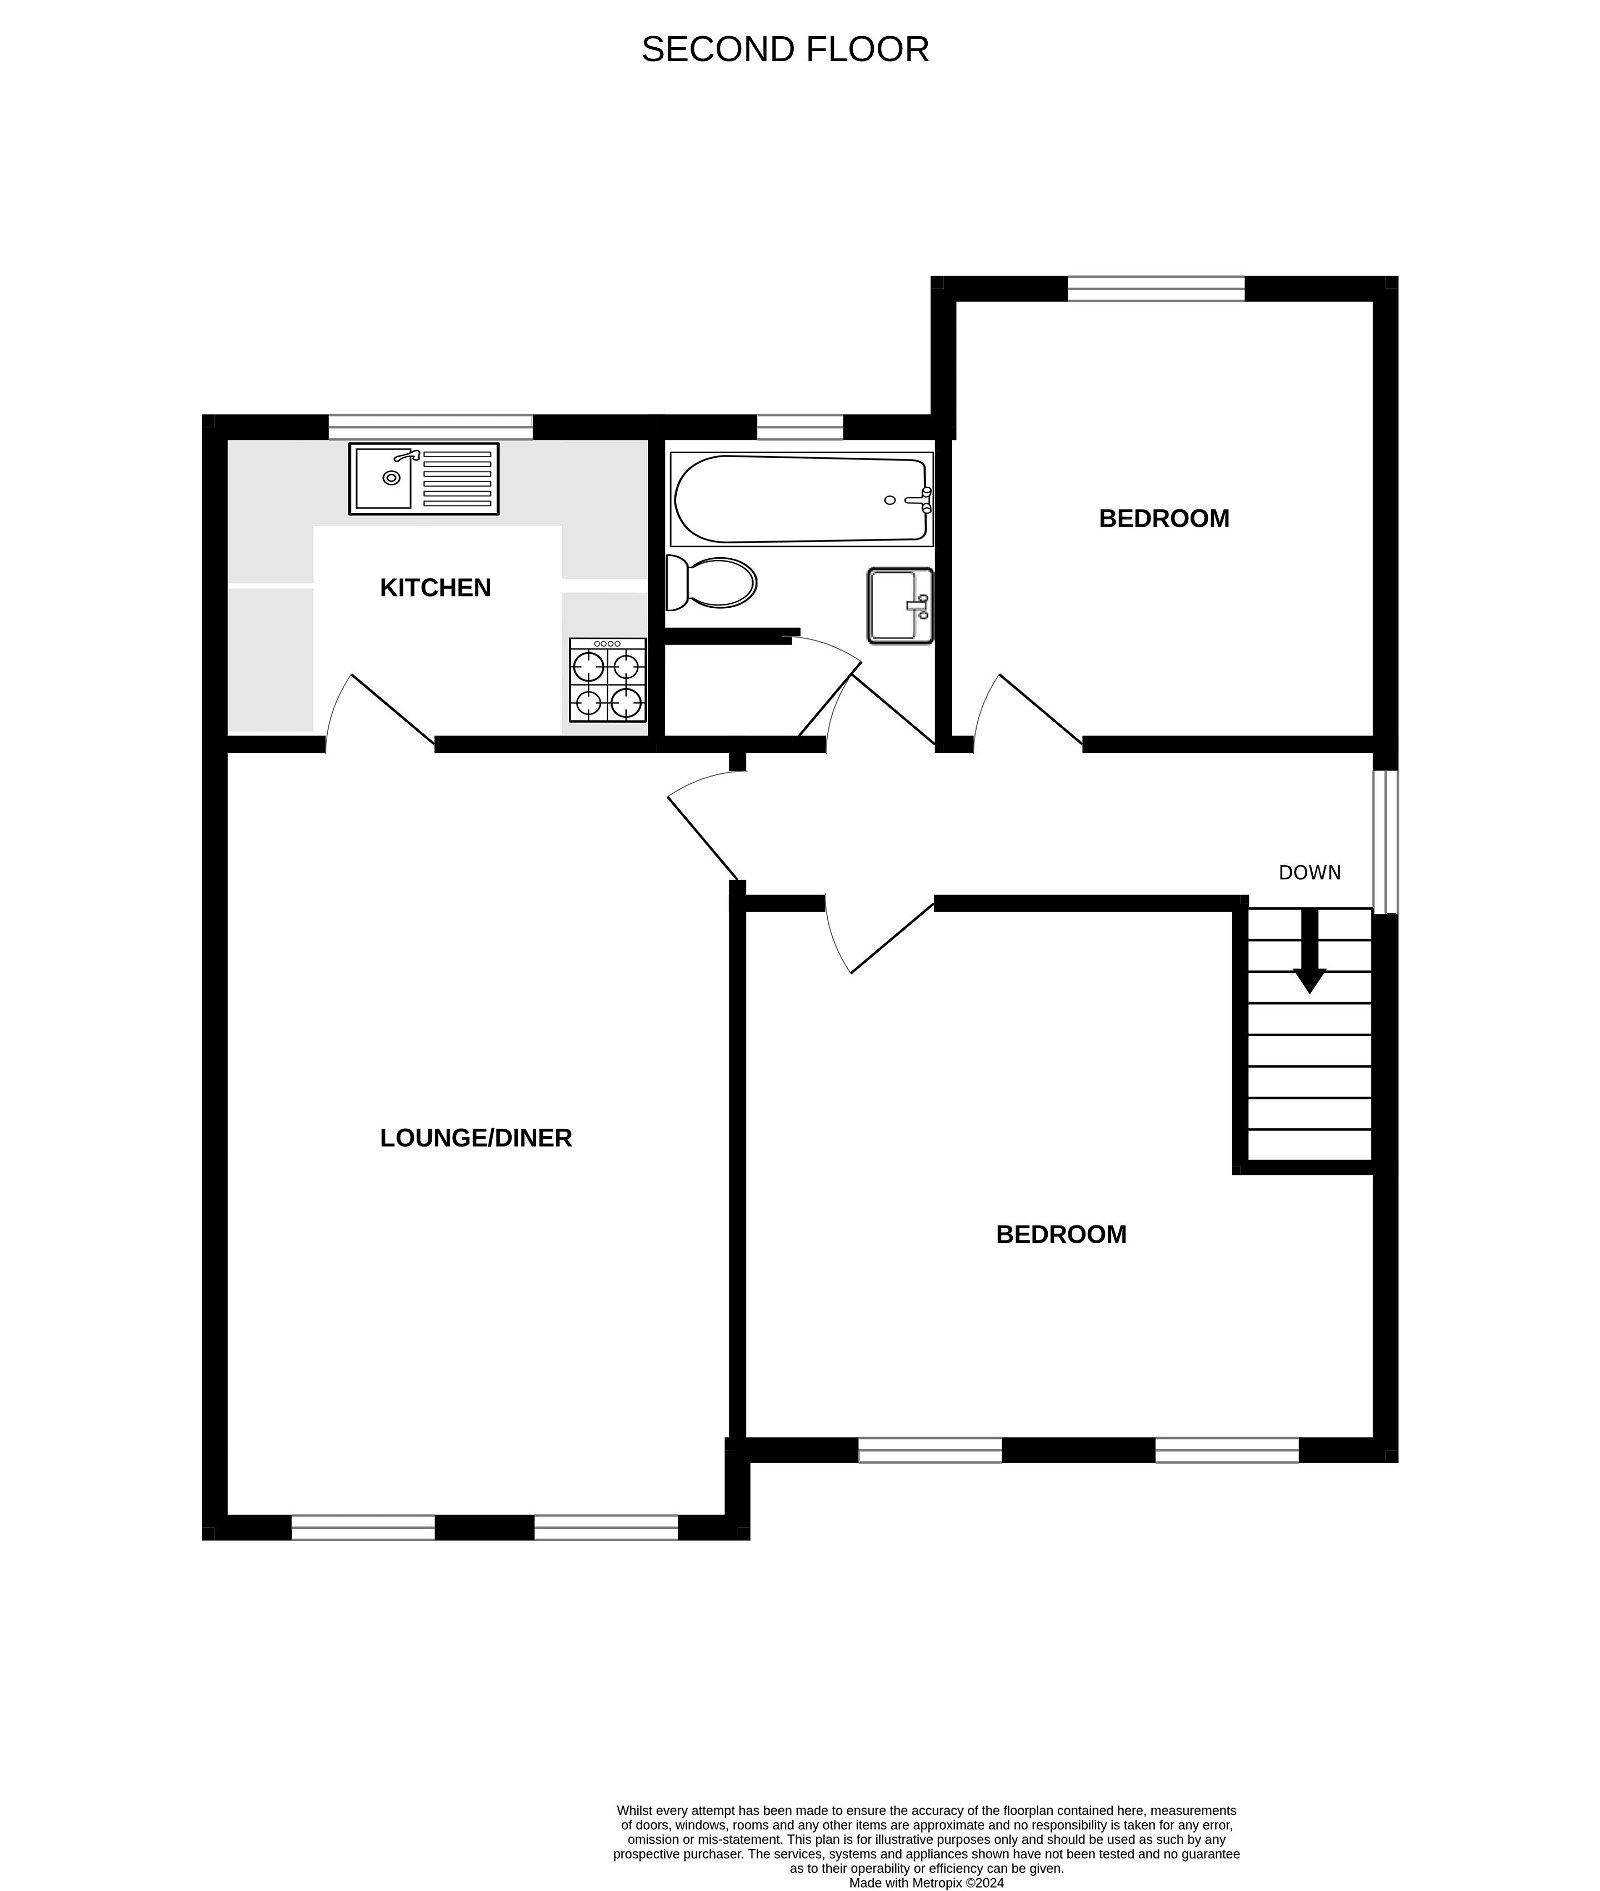 SECOND FLOOR
BEDROOM
KITCHEN
DOWN
LOUNGE/DINER
BEDROOM
Whilst every attempt has been made to ensure the accuracy of the floorplan contained here, measurements
of doors, windows, rooms and any other items are approximate and no responsibility is taken for any error,
omission or mis-statement. This plan is for illustrative purposes only and should be used as such by any
prospective purchaser. The services, systems and appliances shown have not been tested and no guarantee
as to their operability or efficiency can be given.
Made with Metropix ©2024